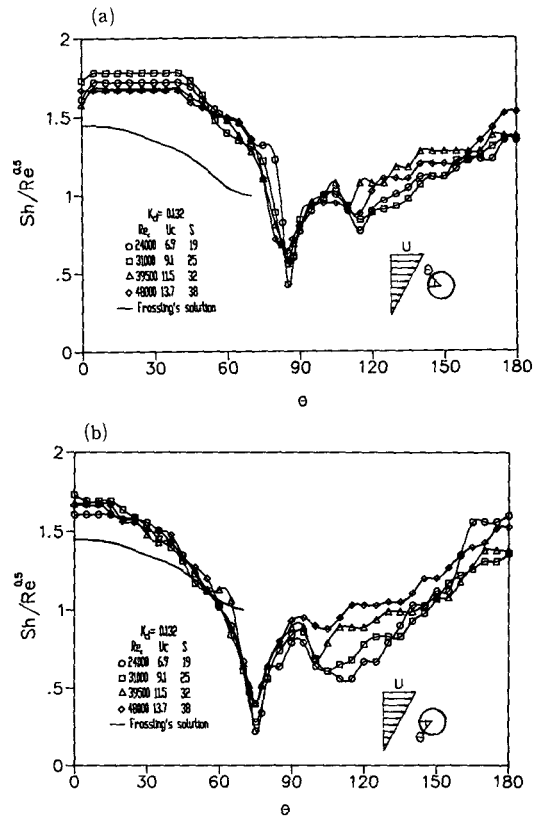 (a)
2
1.5
1
.5
0
Sh/Re^0.5
K_d= 0.132
Re_c Uc S
24000 6.9 19
31000 9.1 25
39500 11.5 32
48000 13.7 38
Frossling's solution
U
θ
0 30 60 90 120 150 180
θ
(b)
2
1.5
1
.5
0
Sh/Re^0.5
K_d= 0.132
Re_c Uc S
24000 6.9 19
31000 9.1 25
39500 11.5 32
48000 13.7 38
Frossling's solution
U
θ
0 30 60 90 120 150 180
θ